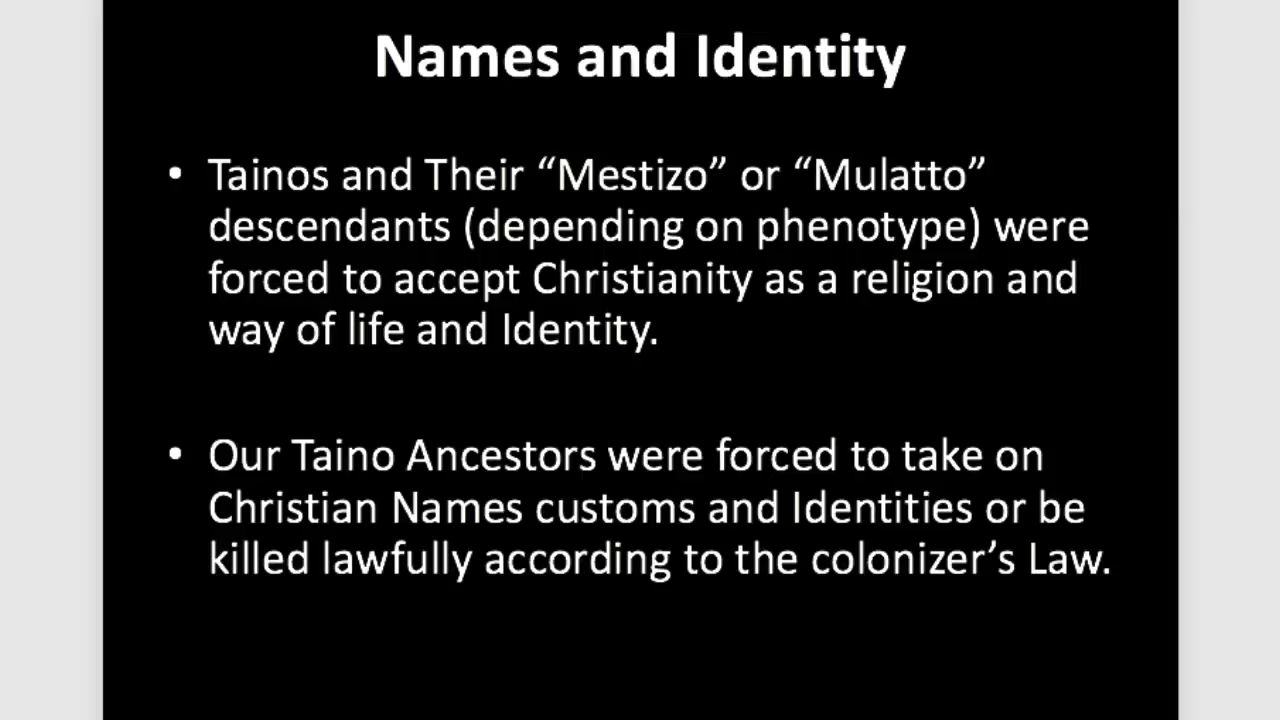 Names and Identity
• Tainos and Their “Mestizo” or “Mulatto”
descendants (depending on phenotype) were
forced to accept Christianity as a religion and
way of life and Identity.
• Our Taino Ancestors were forced to take on
Christian Names customs and Identities or be
killed lawfully according to the colonizer’s Law.